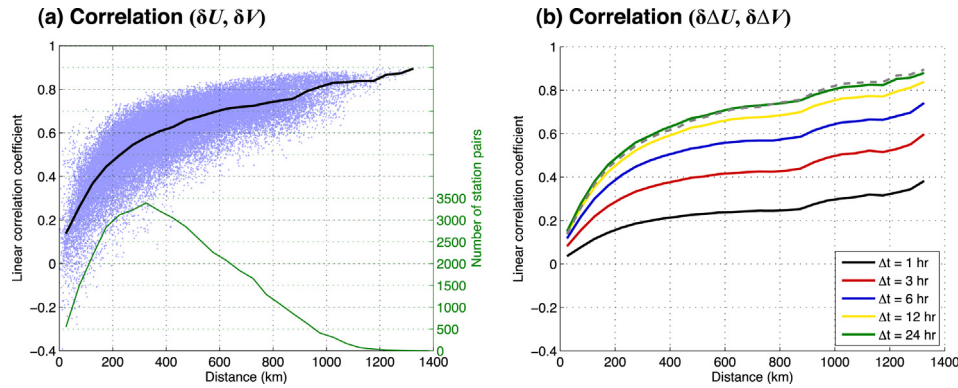 (a) Correlation (δU, δV)
1
0.8
0.6
0.4
0.2
0
−0.2
−0.4
Linear correlation coefficient
3500
3000
2500
2000
1500
1000
500
0
Number of station pairs
0 200 400 600 800 1000 1200 1400
Distance (km)
(b) Correlation (δΔU, δΔV)
1
0.8
0.6
0.4
0.2
0
−0.2
−0.4
Linear correlation coefficient
Δt = 1 hr
Δt = 3 hr
Δt = 6 hr
Δt = 12 hr
Δt = 24 hr
0 200 400 600 800 1000 1200 1400
Distance (km)